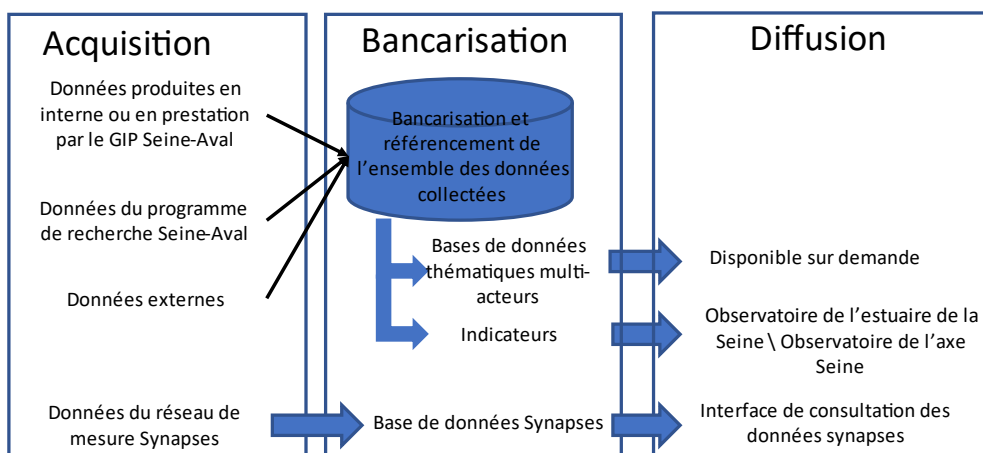 Acquisition
Données produites en
interne ou en prestation
par le GIP Seine-Aval
Données du programme
de recherche Seine-Aval
Données externes
Données du réseau de
mesure Synapses
Bancarisation
Bancarisation et
référencement de
l’ensemble des données
collectées
Bases de données
thématiques multi-
acteurs
Indicateurs
Base de données Synapses
Diffusion
Disponible sur demande
Observatoire de l’estuaire de la
Seine \ Observatoire de l’axe
Seine
Interface de consultation des
données synapses